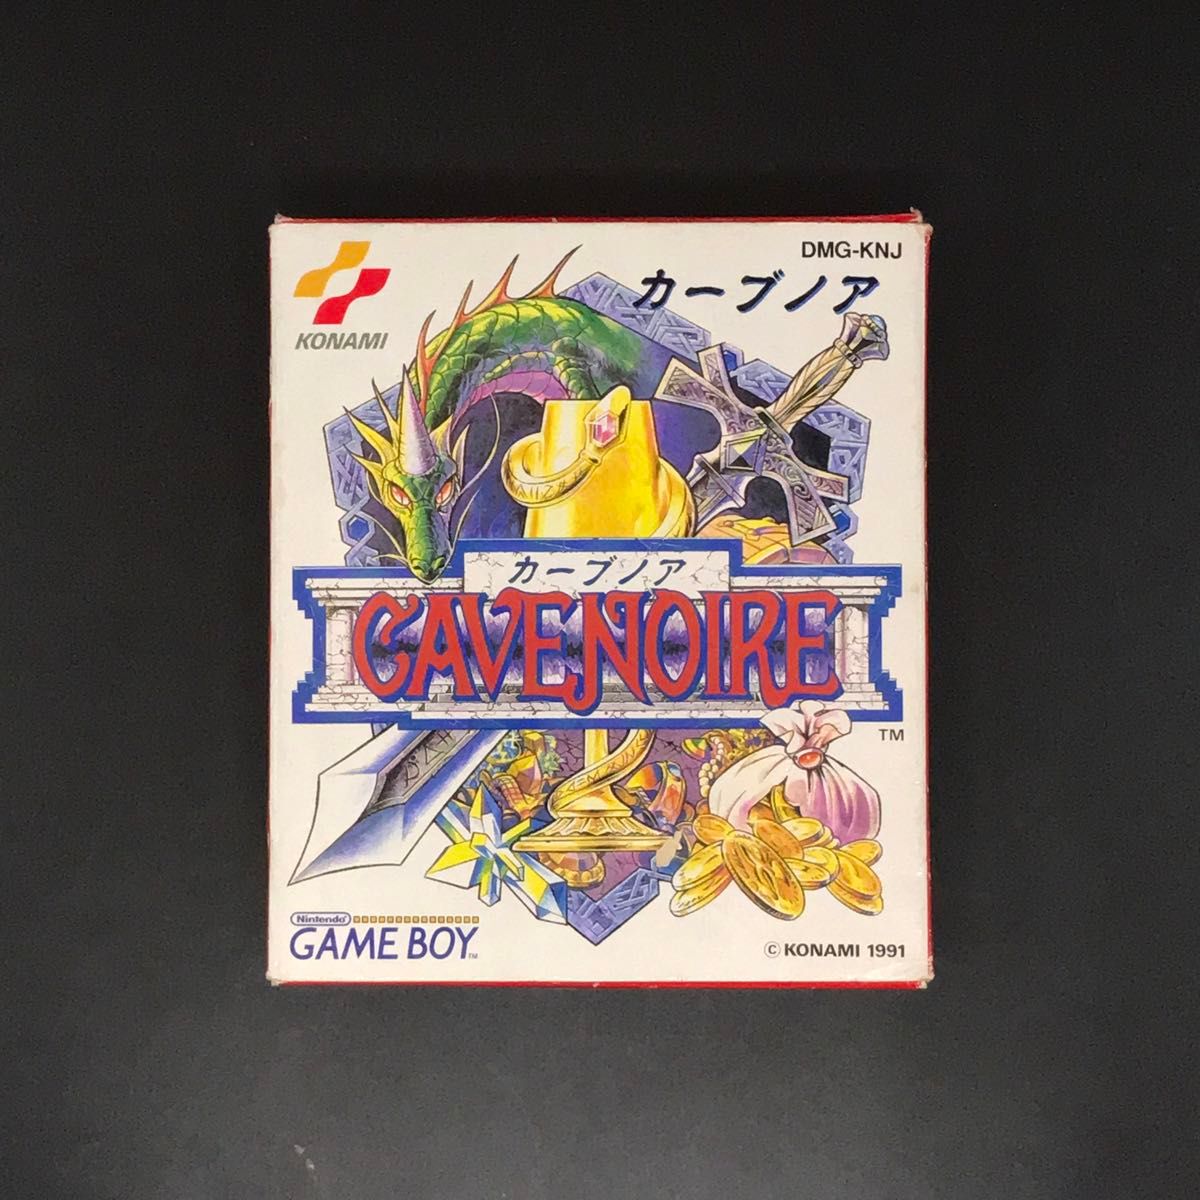 DMG-KNJ
カーブノア
KONAMI
カーブノア
CAVENOIRE
TM
Nintendo
GAME BOY TM
© KONAMI 1991